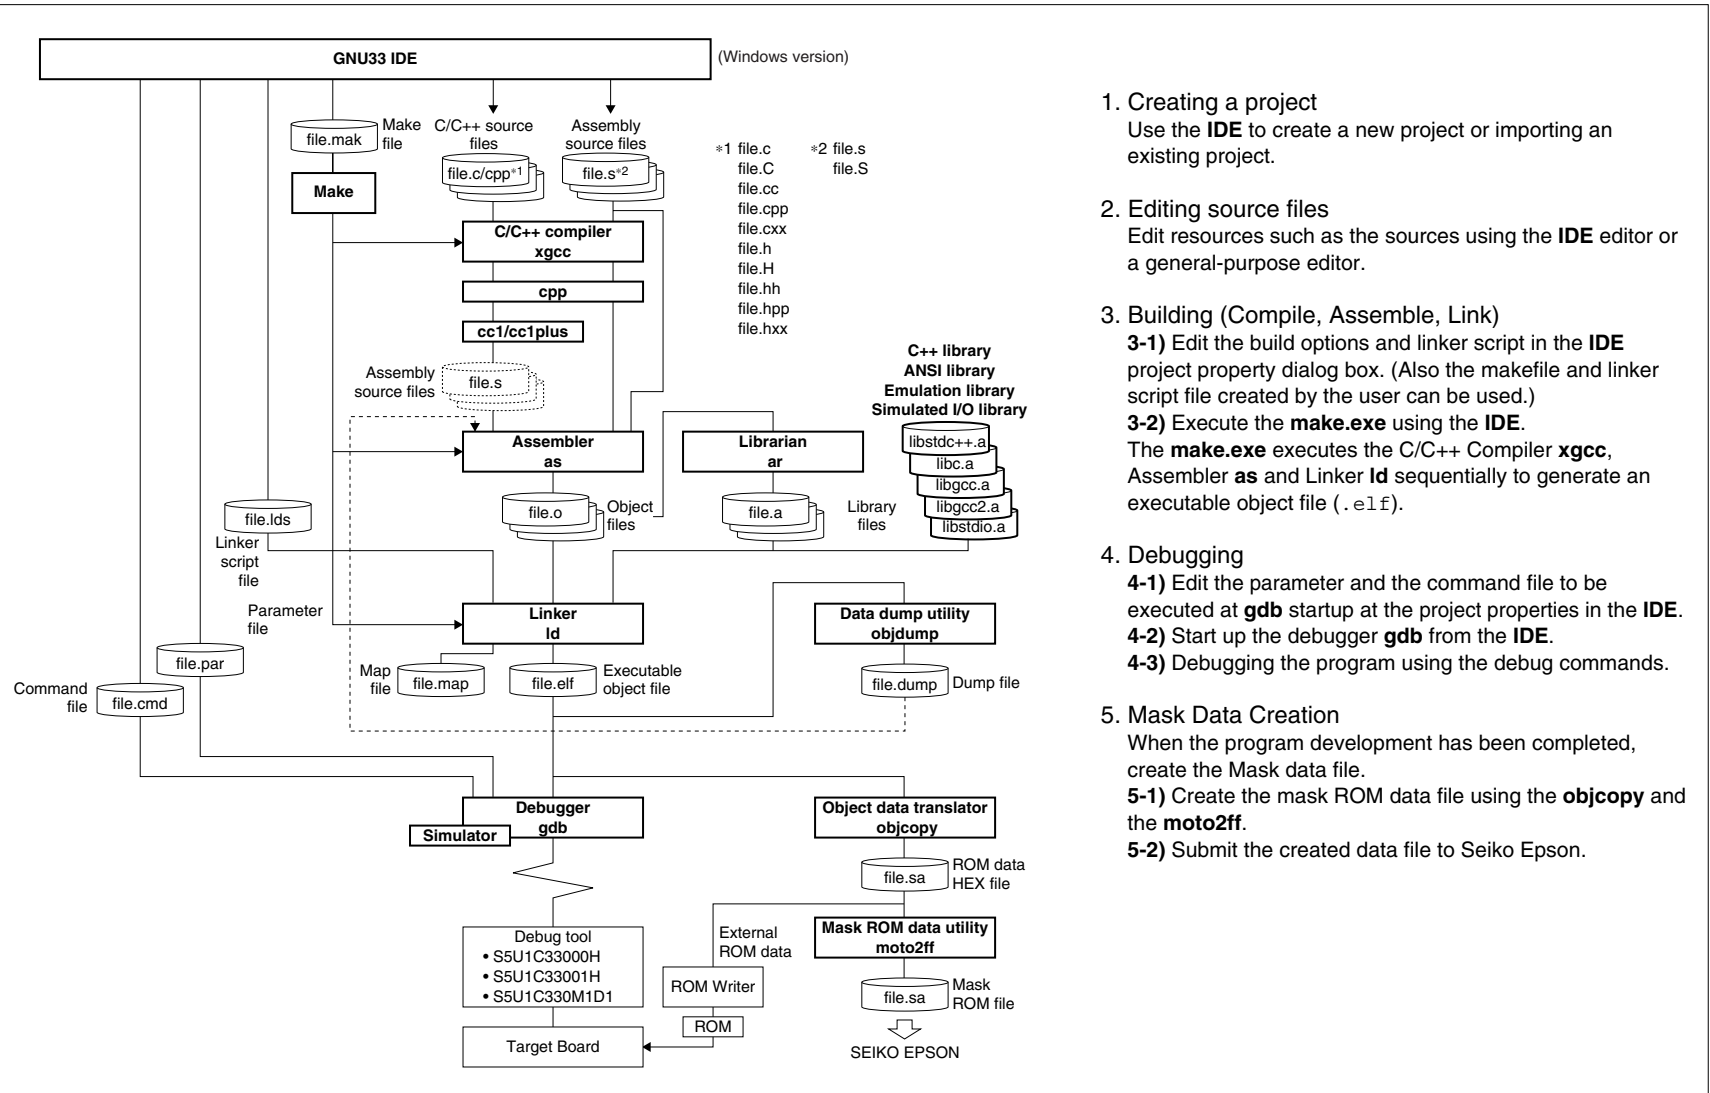 GNU33 IDE
(Windows version)
Make
file
file.mak
C/C++ source
files
file.c/cpp*1
Assembly
source files
file.s*2
*1 file.c
file.C
file.cc
file.cpp
file.cxx
file.h
file.H
file.hh
file.hpp
file.hxx
*2 file.s
file.S
Make
C/C++ compiler
xgcc
cpp
cc1/cc1plus
Assembly
source files
file.s
C++ library
ANSI library
Emulation library
Simulated I/O library
libstdc++.a
libc.a
libgcc.a
libgcc2.a
libstdio.a
Assembler
as
Librarian
ar
file.lds
Linker
script
file
file.o
Object
files
file.a
Library
files
Parameter
file
file.par
Linker
ld
Data dump utility
objdump
Command
file
file.cmd
Map
file
file.map
file.elf
Executable
object file
file.dump
Dump file
Debugger
gdb
Simulator
Object data translator
objcopy
file.sa
ROM data
HEX file
External
ROM data
Mask ROM data utility
moto2ff
Debug tool
• S5U1C33000H
• S5U1C33001H
• S5U1C330M1D1
ROM Writer
ROM
file.sa
Mask
ROM file
Target Board
SEIKO EPSON
1. Creating a project
Use the IDE to create a new project or importing an
existing project.
2. Editing source files
Edit resources such as the sources using the IDE editor or
a general-purpose editor.
3. Building (Compile, Assemble, Link)
3-1) Edit the build options and linker script in the IDE
project property dialog box. (Also the makefile and linker
script file created by the user can be used.)
3-2) Execute the make.exe using the IDE.
The make.exe executes the C/C++ Compiler xgcc,
Assembler as and Linker ld sequentially to generate an
executable object file (.elf).
4. Debugging
4-1) Edit the parameter and the command file to be
executed at gdb startup at the project properties in the IDE.
4-2) Start up the debugger gdb from the IDE.
4-3) Debugging the program using the debug commands.
5. Mask Data Creation
When the program development has been completed,
create the Mask data file.
5-1) Create the mask ROM data file using the objcopy and
the moto2ff.
5-2) Submit the created data file to Seiko Epson.